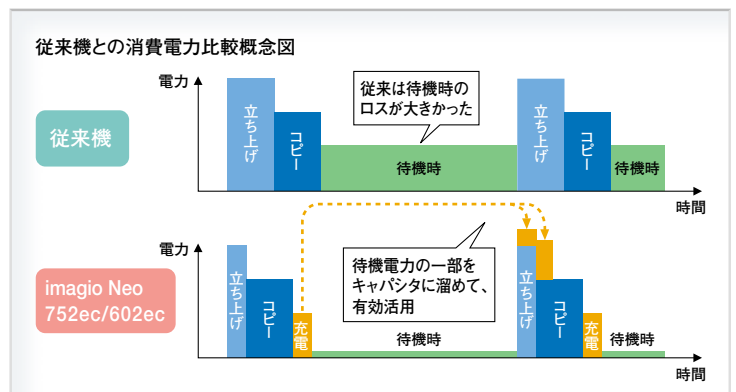 従来機との消費電力比較概念図
電力
従来機
立ち上げ
コピー
従来は待機時の
ロスが大きかった
待機時
立ち上げ
コピー
待機時
時間
電力
imagio Neo
752ec/602ec
立ち上げ
コピー
充電
待機電力の一部を
キャパシタに溜めて、
有効活用
待機時
立ち上げ
コピー
充電
待機時
時間